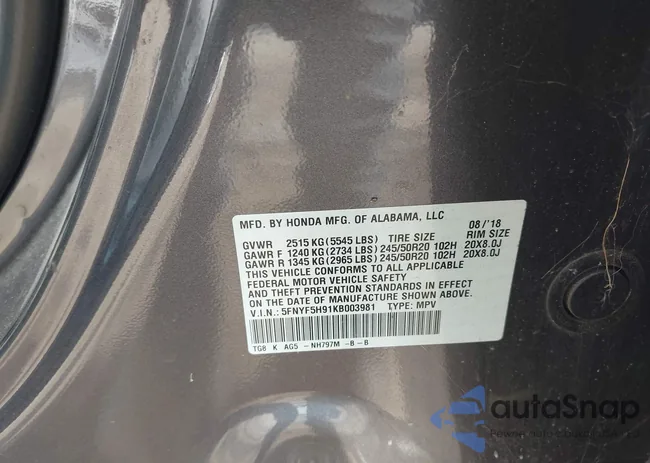 MFD. BY HONDA MFG. OF ALABAMA, LLC 08/'18
GVWR 2515 KG (5545 LBS) TIRE SIZE RIM SIZE
GAWR F 1240 KG (2734 LBS) 245/50R20 102H 20X8.0J
GAWR R 1345 KG (2965 LBS) 245/50R20 102H 20X8.0J
THIS VEHICLE CONFORMS TO ALL APPLICABLE
FEDERAL MOTOR VEHICLE SAFETY
AND THEFT PREVENTION STANDARDS IN EFFECT
ON THE DATE OF MANUFACTURE SHOWN ABOVE.
V.I.N.: 5FNYF5H91KB003981 TYPE: MPV
TG8 K AG5 - NH797M -B-B
autaSnap